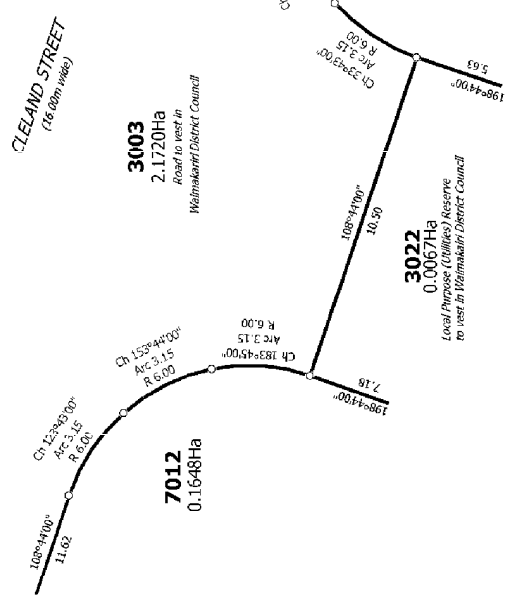 CLELAND STREET
(16.00m wide)
3003
2.1720Ha
Road to vest in
Waimakariri District Council
Ch 33°43'00"
Arc 3.15
R 6.00
5.63
198°44'00"
108°44'00"
10.50
3022
0.0067Ha
Local Purpose (Utilities) Reserve
to vest in Waimakairi District Council
Ch 183°45'00"
Arc 3.15
R 6.00
7.18
198°44'00"
Ch 153°44'00"
Arc 3.15
R 6.00
Ch 123°43'00"
Arc 3.15
R 6.00
7012
0.1648Ha
108°44'00"
11.62